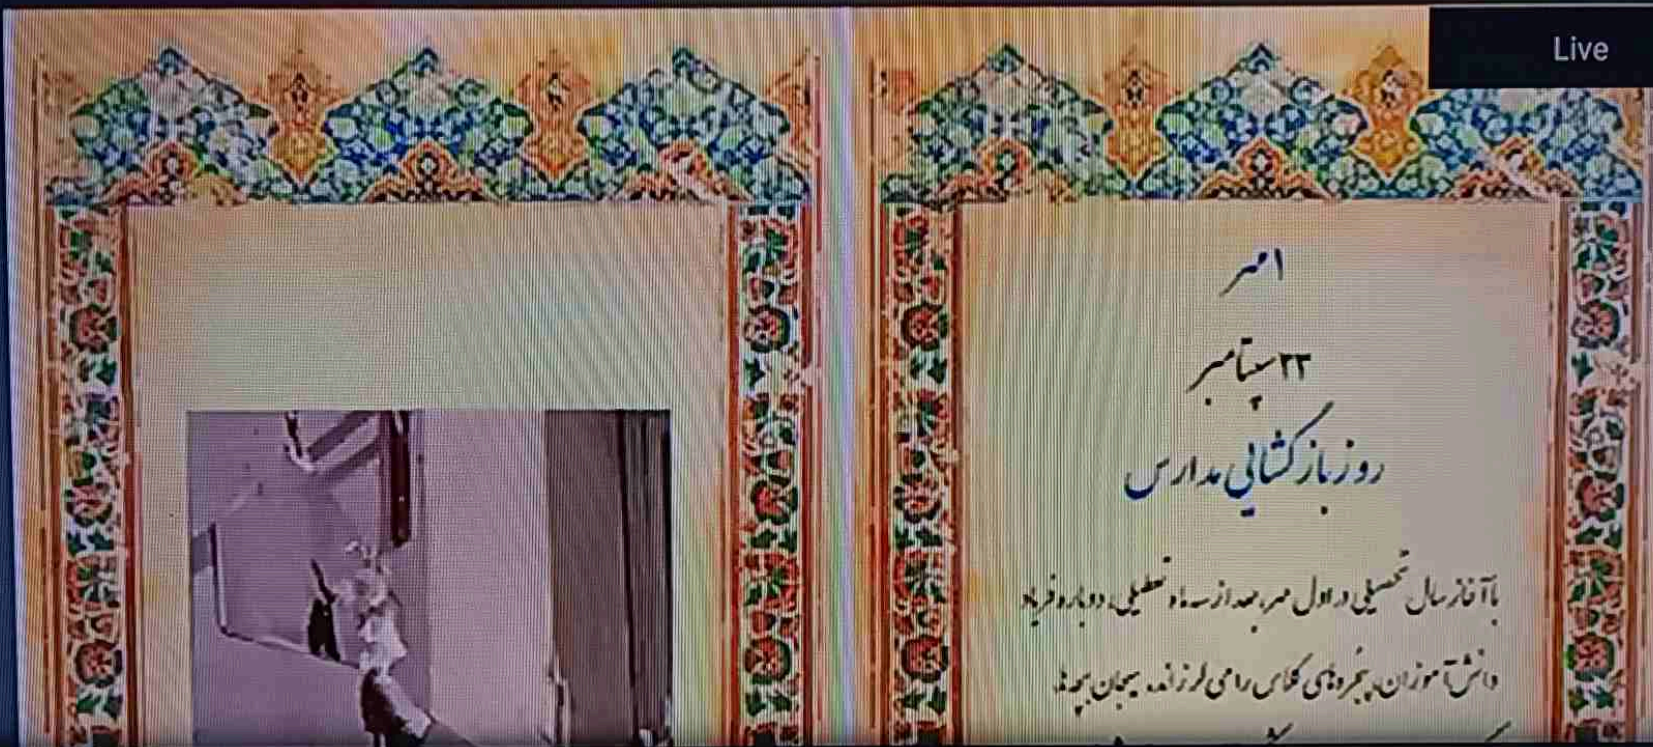 Live
۱ مهر
۲۳ سپتامبر
روز بازگشایی مدارس
با آغاز سال تحصیلی در اول مهر، بعد از سه ماه تعطیلی، دوباره فریاد
دانش‌آموزان، پنجره‌های کلاس را می‌لرزاند. هیجان بچه‌ها،